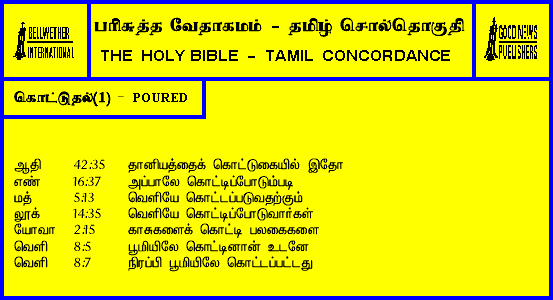 BELLWETHER
INTERNATIONAL
பரிசுத்த வேதாகமம் - தமிழ் சொல்தொகுதி
THE HOLY BIBLE - TAMIL CONCORDANCE
GOOD NEWS
PUBLISHERS
கொட்டுதல்(1) - POURED
ஆதி 42:35 தானியத்தைக் கொட்டுகையில் இதோ
எண் 16:37 அப்பாலே கொட்டிப்போடும்படி
மத் 5:13 வெளியே கொட்டப்படுவதற்கும்
லூக் 14:35 வெளியே கொட்டிப்போடுவார்கள்
யோவா 2:15 காசுகளைக் கொட்டி பலகைகளை
வெளி 8:5 பூமியிலே கொட்டினான் உடனே
வெளி 8:7 நிரப்பி பூமியிலே கொட்டப்பட்டது